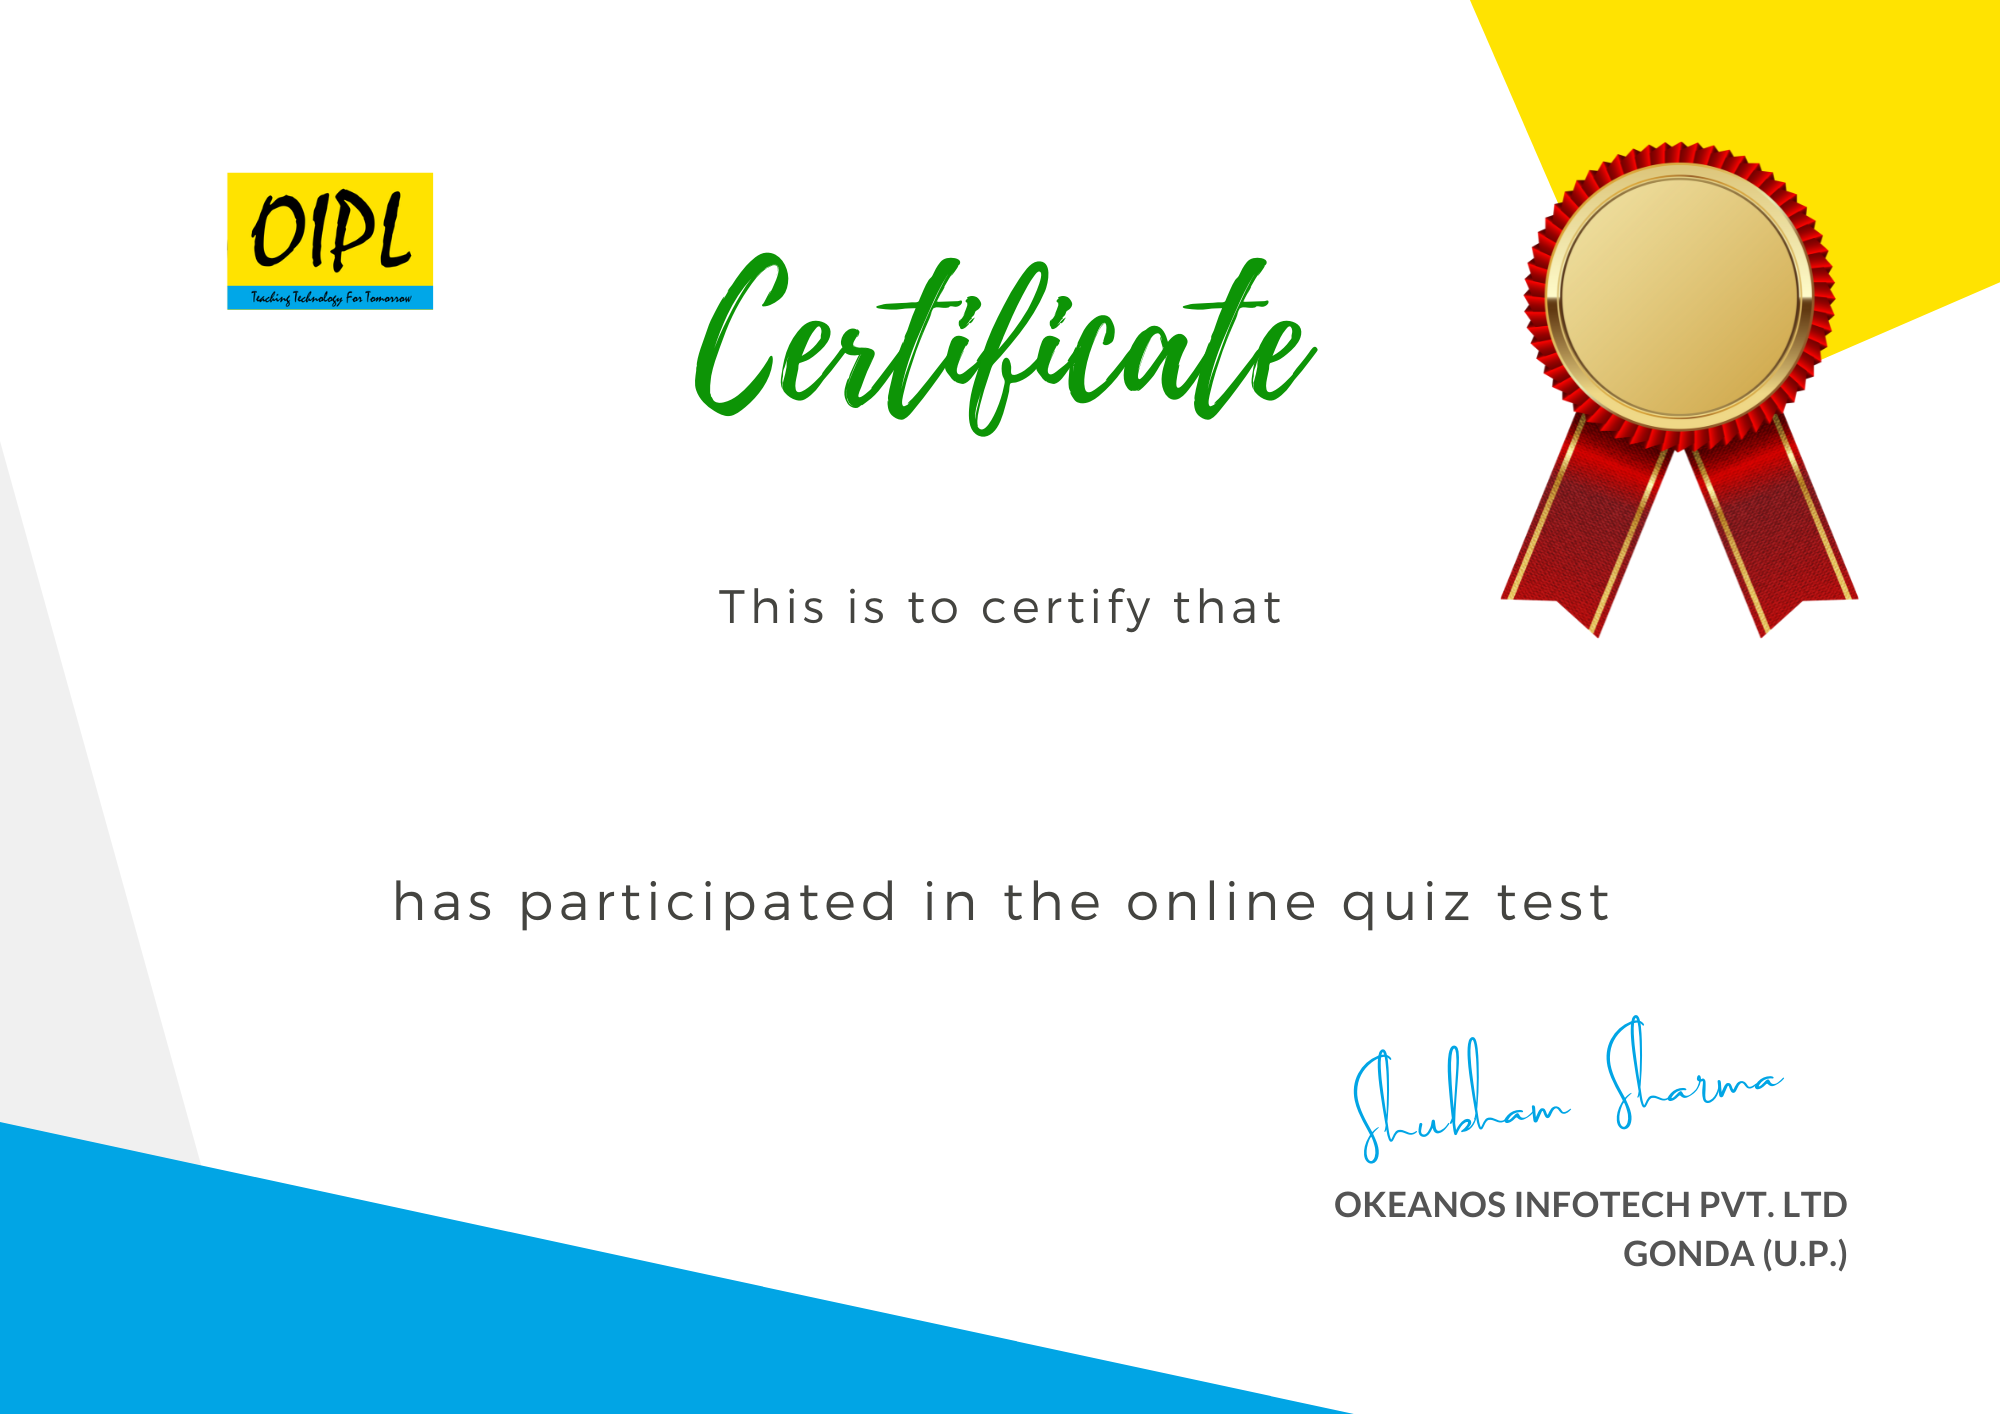 OIPL
Teaching Technology For Tomorrow
Certificate
This is to certify that
has participated in the online quiz test
Shubham Sharma
OKEANOS INFOTECH PVT. LTD
GONDA (U.P.)